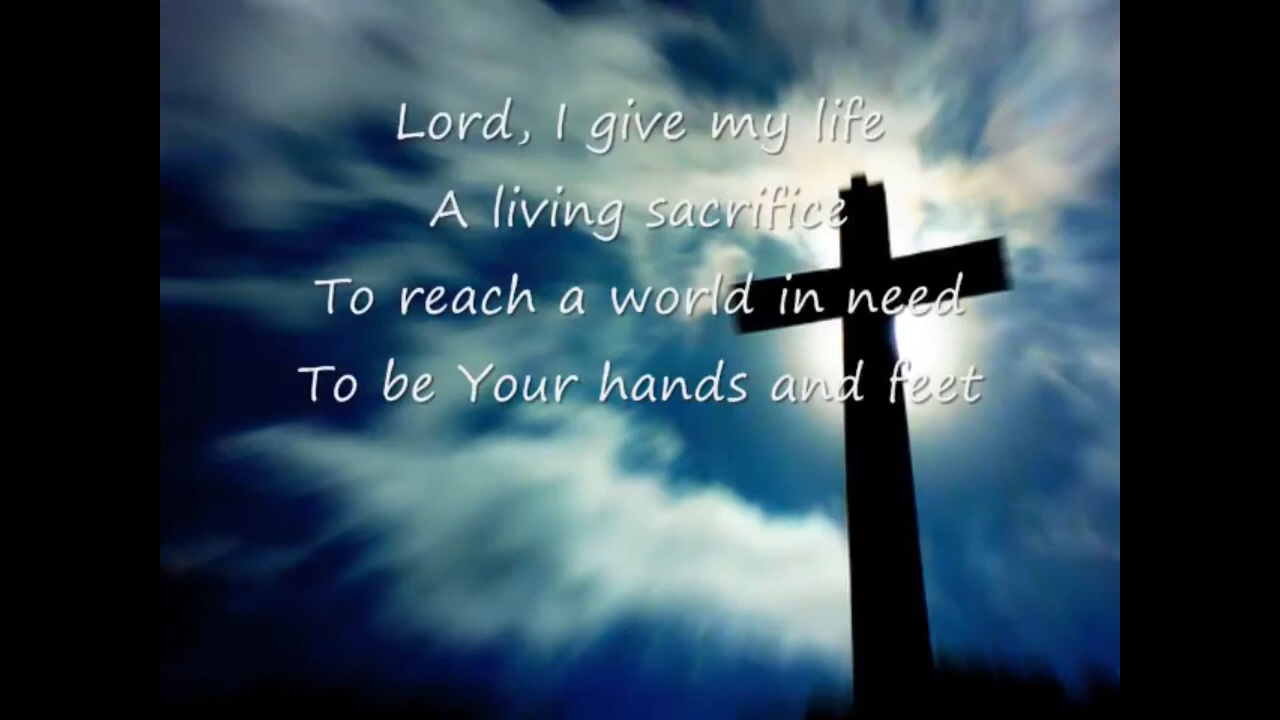 Lord, I give my life
A living sacrifice
To reach a world in need
To be Your hands and feet